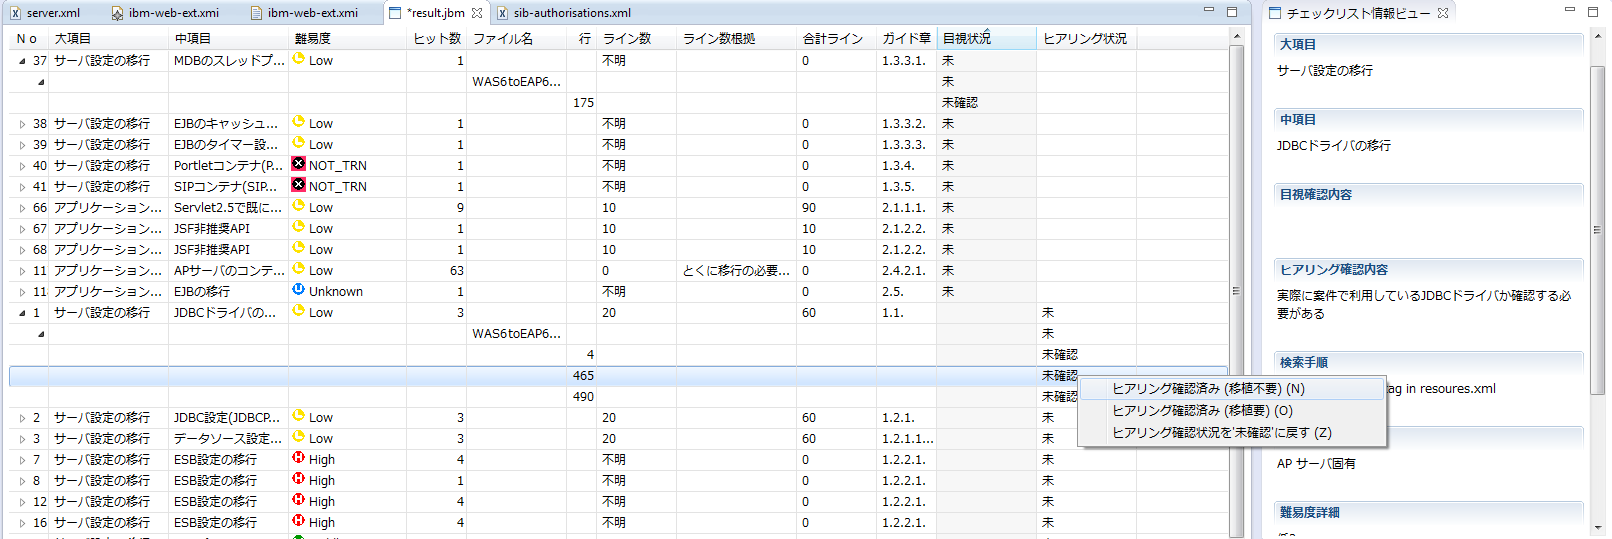 server.xml ibm-web-ext.xmi ibm-web-ext.xmi *result.jbm sib-authorisations.xml
No 大項目 中項目 難易度 ヒット数 ファイル名 行 ライン数 ライン数根拠 合計ライン ガイド章 目視状況 ヒアリング状況
37 サーバ設定の移行 MDBのスレッドプ... Low 1 不明 0 1.3.3.1. 未
WAS6toEAP6... 未
175 未確認
38 サーバ設定の移行 EJBのキャッシュ... Low 1 不明 0 1.3.3.2. 未
39 サーバ設定の移行 EJBのタイマー設... Low 1 不明 0 1.3.3.3. 未
40 サーバ設定の移行 Portletコンテナ(P... NOT_TRN 1 不明 0 1.3.4. 未
41 サーバ設定の移行 SIPコンテナ(SIP... NOT_TRN 1 不明 0 1.3.5. 未
66 アプリケーション... Servlet2.5で既に... Low 9 10 90 2.1.1.1. 未
67 アプリケーション... JSF非推奨API Low 1 10 10 2.1.2.2. 未
68 アプリケーション... JSF非推奨API Low 1 10 10 2.1.2.2. 未
11 アプリケーション... APサーバのコンテ... Low 63 0 とくに移行の必要... 0 2.4.2.1. 未
11 アプリケーション... EJBの移行 Unknown 1 不明 0 2.5. 未
1 サーバ設定の移行 JDBCドライバの... Low 3 20 60 1.1. 未
WAS6toEAP6... 未
4 未確認
465 未確認
490 未確認
2 サーバ設定の移行 JDBC設定(JDBCP... Low 3 20 60 1.2.1. 未
3 サーバ設定の移行 データソース設定... Low 3 20 60 1.2.1.1... 未
7 サーバ設定の移行 ESB設定の移行 High 4 不明 0 1.2.2.1. 未
8 サーバ設定の移行 ESB設定の移行 High 1 不明 0 1.2.2.1. 未
12 サーバ設定の移行 ESB設定の移行 High 4 不明 0 1.2.2.1. 未
16 サーバ設定の移行 ESB設定の移行 High 4 不明 0 1.2.2.1. 未
ヒアリング確認済み (移植不要) (N)
ヒアリング確認済み (移植要) (O)
ヒアリング確認状況を'未確認'に戻す (Z)
チェックリスト情報ビュー
大項目
サーバ設定の移行
中項目
JDBCドライバの移行
目視確認内容
ヒアリング確認内容
実際に案件で利用しているJDBCドライバか確認する必
要がある
検索手順
tag in resoures.xml
AP サーバ固有
難易度詳細